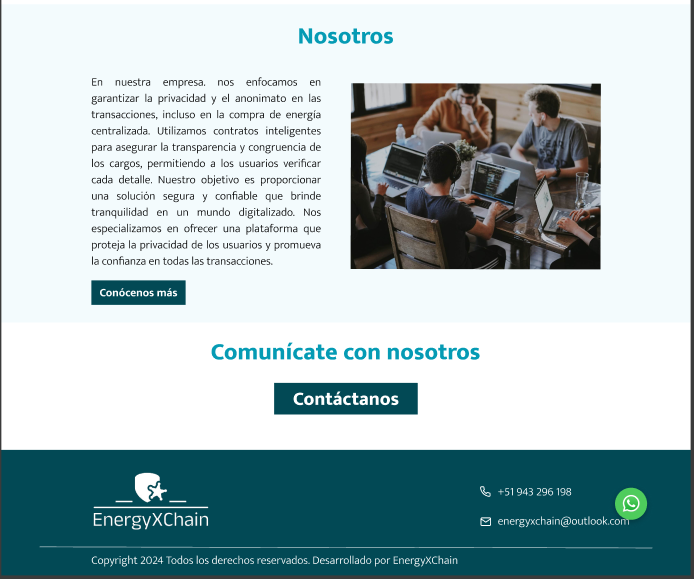 Nosotros
En nuestra empresa. nos enfocamos en
garantizar la privacidad y el anonimato en las
transacciones, incluso en la compra de energía
centralizada. Utilizamos contratos inteligentes
para asegurar la transparencia y congruencia de
los cargos, permitiendo a los usuarios verificar
cada detalle. Nuestro objetivo es proporcionar
una solución segura y confiable que brinde
tranquilidad en un mundo digitalizado. Nos
especializamos en ofrecer una plataforma que
proteja la privacidad de los usuarios y promueva
la confianza en todas las transacciones.
Conócenos más
Comunícate con nosotros
Contáctanos
EnergyXChain
+51 943 296 198
energyxchain@outlook.com
Copyright 2024 Todos los derechos reservados. Desarrollado por EnergyXChain